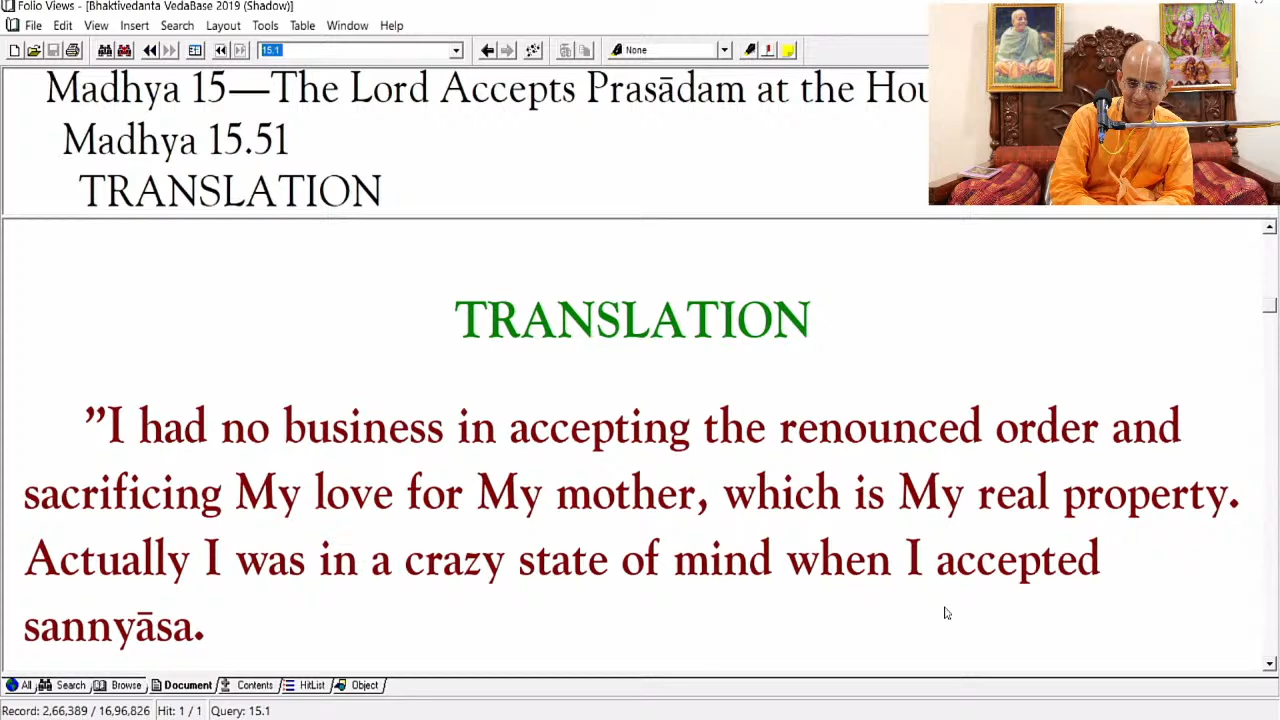 Folio Views - [Bhaktivedanta VedaBase 2019 (Shadow)]
File Edit View Insert Search Layout Tools Table Window Help
15.1 None
Madhya 15—The Lord Accepts Prasādam at the Hou
Madhya 15.51
TRANSLATION
TRANSLATION
”I had no business in accepting the renounced order and
sacrificing My love for My mother, which is My real property.
Actually I was in a crazy state of mind when I accepted
sannyāsa.
All Search Browse Document Contents HitList Object
Record: 2,66,389 / 16,96,826 Hit: 1 / 1 Query: 15.1